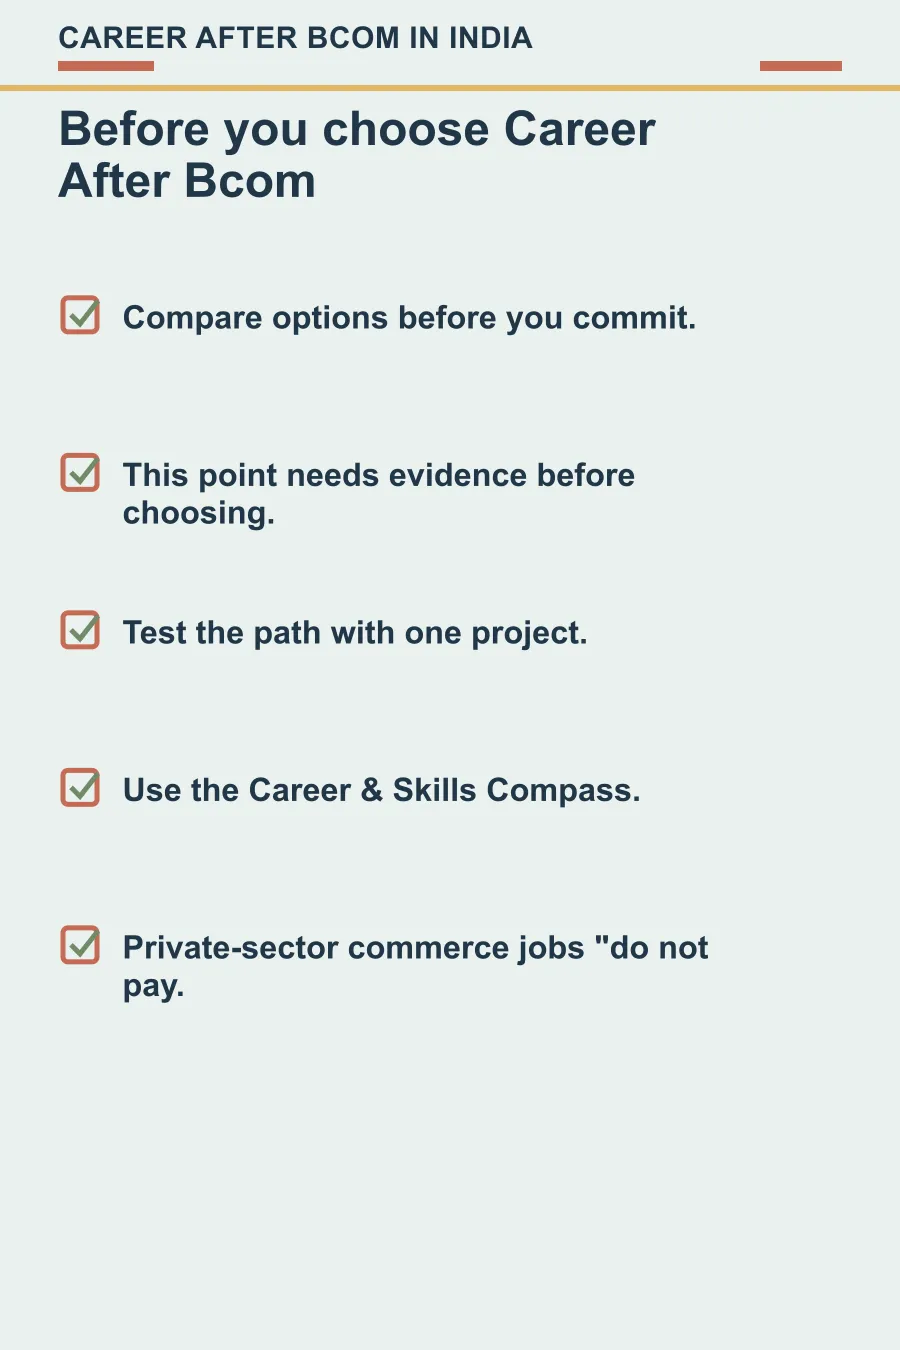 CAREER AFTER BCOM IN INDIA
Before you choose Career
After Bcom
Compare options before you commit.
This point needs evidence before
choosing.
Test the path with one project.
Use the Career & Skills Compass.
Private-sector commerce jobs "do not
pay.